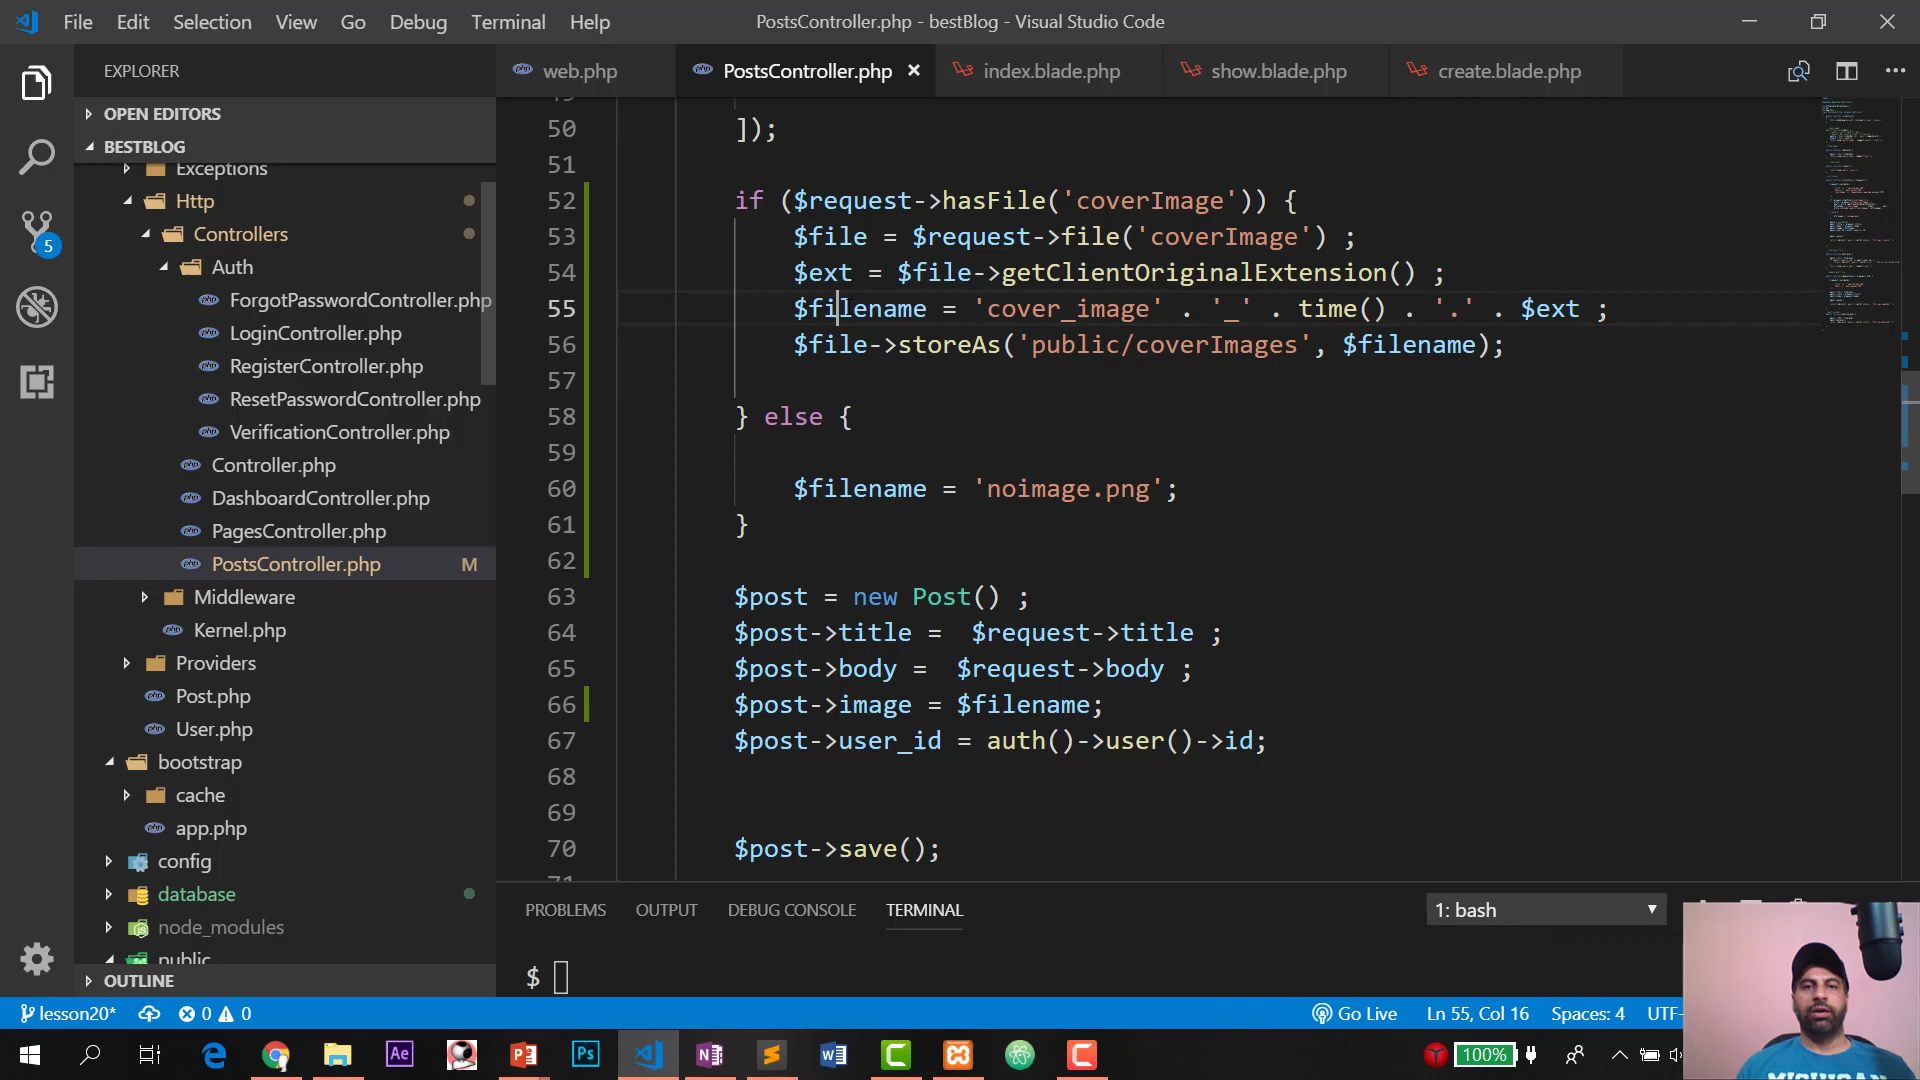 File Edit Selection View Go Debug Terminal Help
PostsController.php - bestBlog - Visual Studio Code
EXPLORER
OPEN EDITORS
BESTBLOG
Exceptions
Http
Controllers
Auth
ForgotPasswordController.php
LoginController.php
RegisterController.php
ResetPasswordController.php
VerificationController.php
Controller.php
DashboardController.php
PagesController.php
PostsController.php M
Middleware
Kernel.php
Providers
Post.php
User.php
bootstrap
cache
app.php
config
database
node_modules
public
OUTLINE
5
web.php PostsController.php index.blade.php show.blade.php create.blade.php
50 ]);
51
52 if ($request->hasFile('coverImage')) {
53 $file = $request->file('coverImage') ;
54 $ext = $file->getClientOriginalExtension() ;
55 $filename = 'cover_image' . '_' . time() . '.' . $ext ;
56 $file->storeAs('public/coverImages', $filename);
57
58 } else {
59
60 $filename = 'noimage.png';
61 }
62
63 $post = new Post() ;
64 $post->title =  $request->title ;
65 $post->body =  $request->body ;
66 $post->image = $filename;
67 $post->user_id = auth()->user()->id;
68
69
70 $post->save();
PROBLEMS OUTPUT DEBUG CONSOLE TERMINAL 1: bash
$
lesson20* 0 0 Go Live Ln 55, Col 16 Spaces: 4 UTF-
Ae Ps 100%